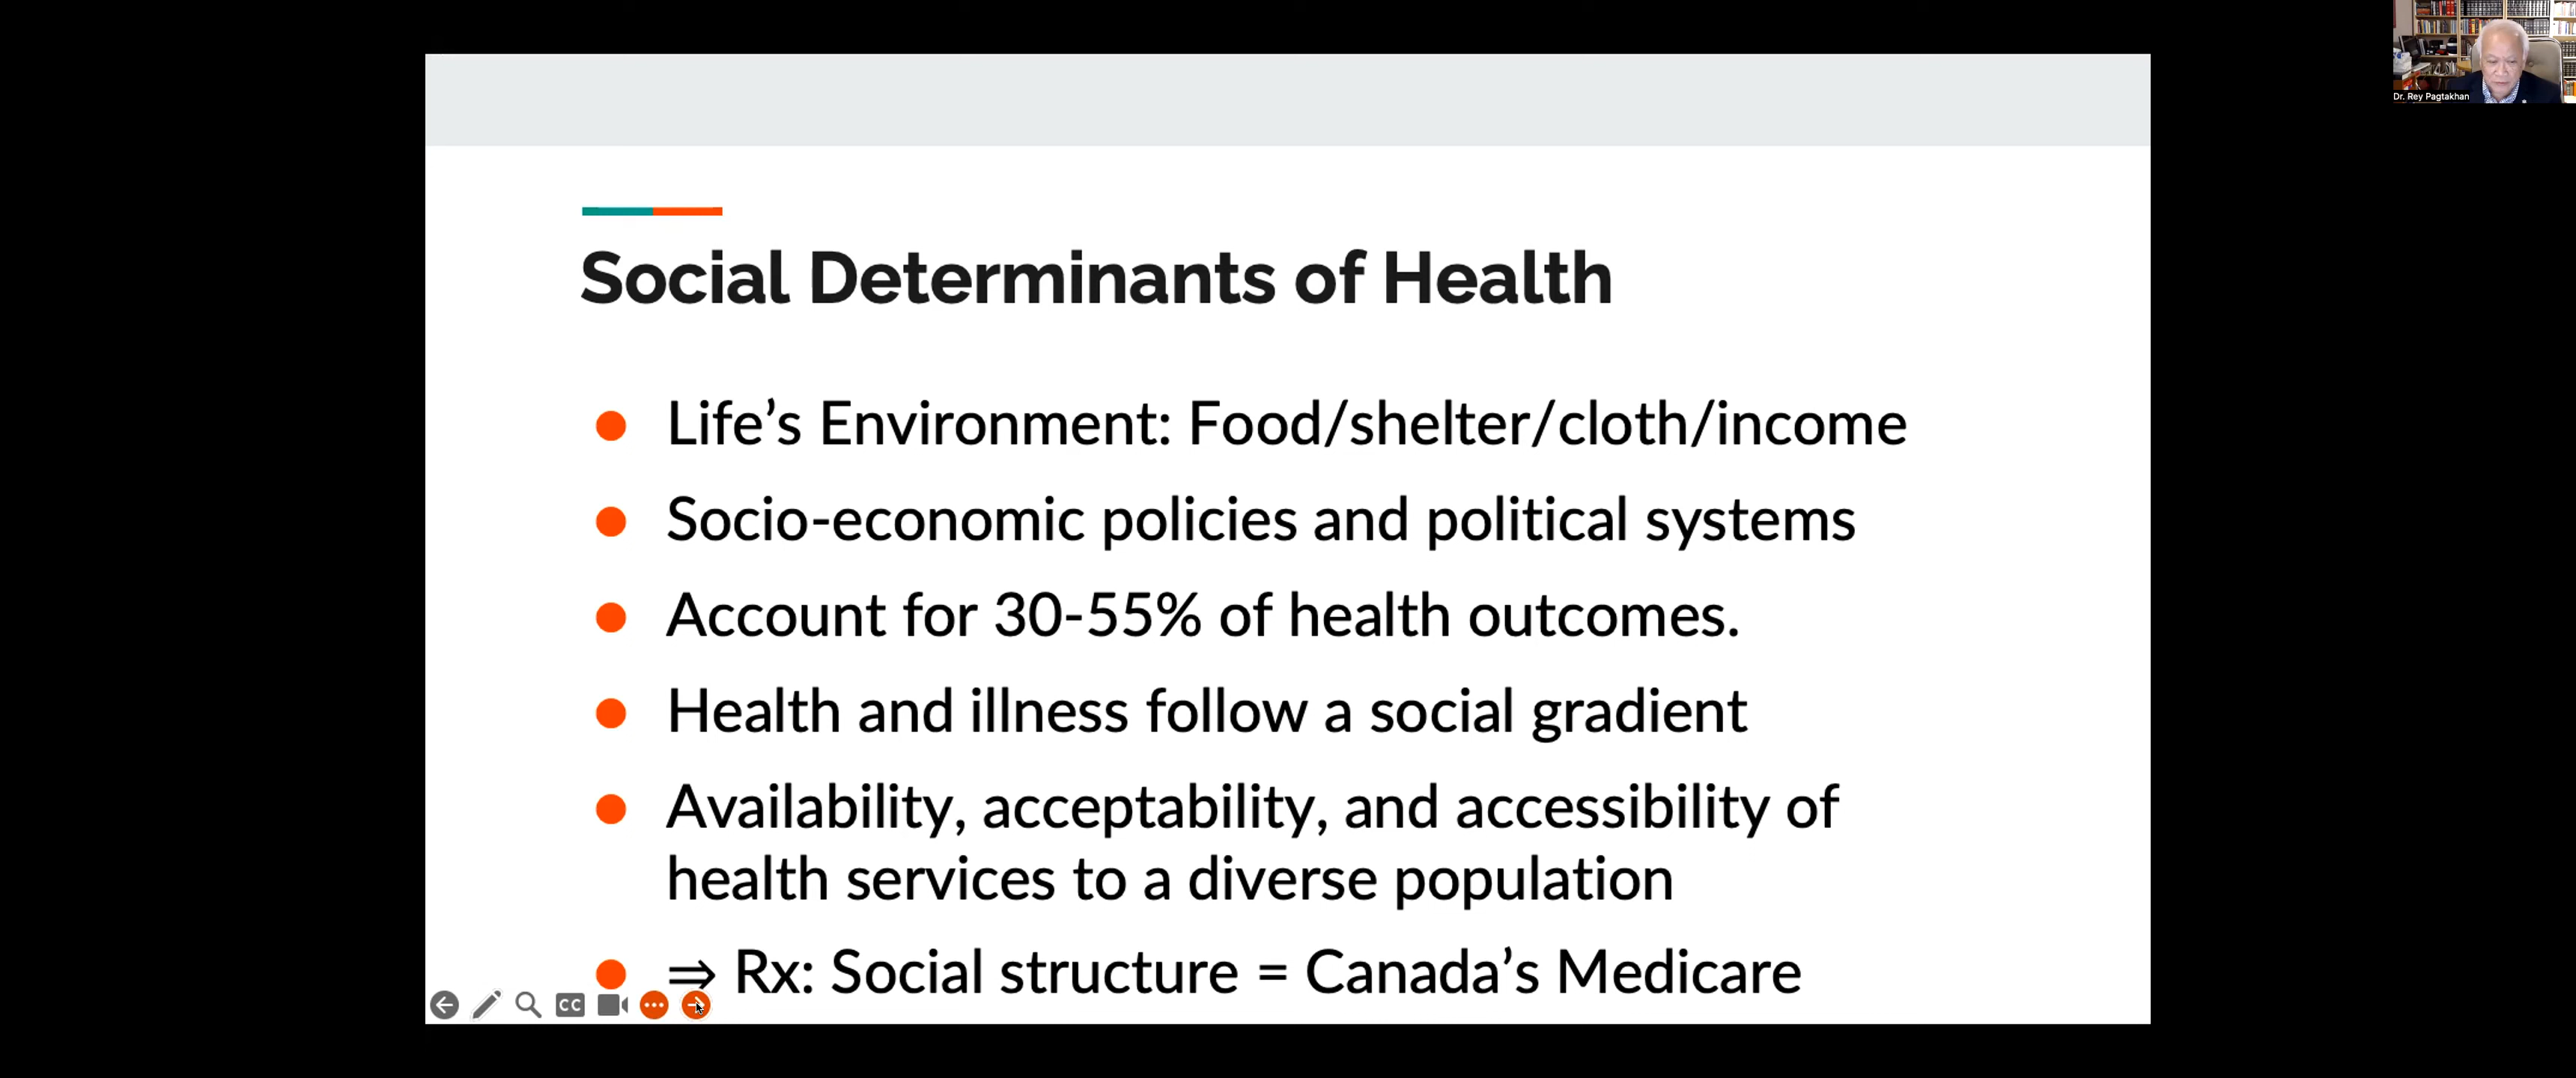 Dr. Rey Pagtakhan
Social Determinants of Health
● Life’s Environment: Food/shelter/cloth/income
● Socio-economic policies and political systems
● Account for 30-55% of health outcomes.
● Health and illness follow a social gradient
● Availability, acceptability, and accessibility of
health services to a diverse population
● ⇒ Rx: Social structure = Canada’s Medicare
CC